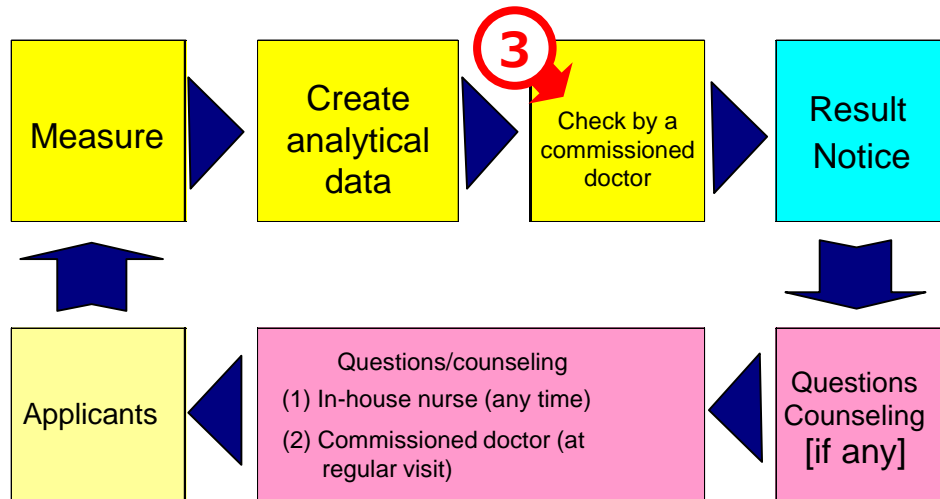 3
Measure
Create
analytical
data
Check by a
commissioned
doctor
Result
Notice
Applicants
Questions/counseling
(1) In-house nurse (any time)
(2) Commissioned doctor (at
regular visit)
Questions
Counseling
[if any]